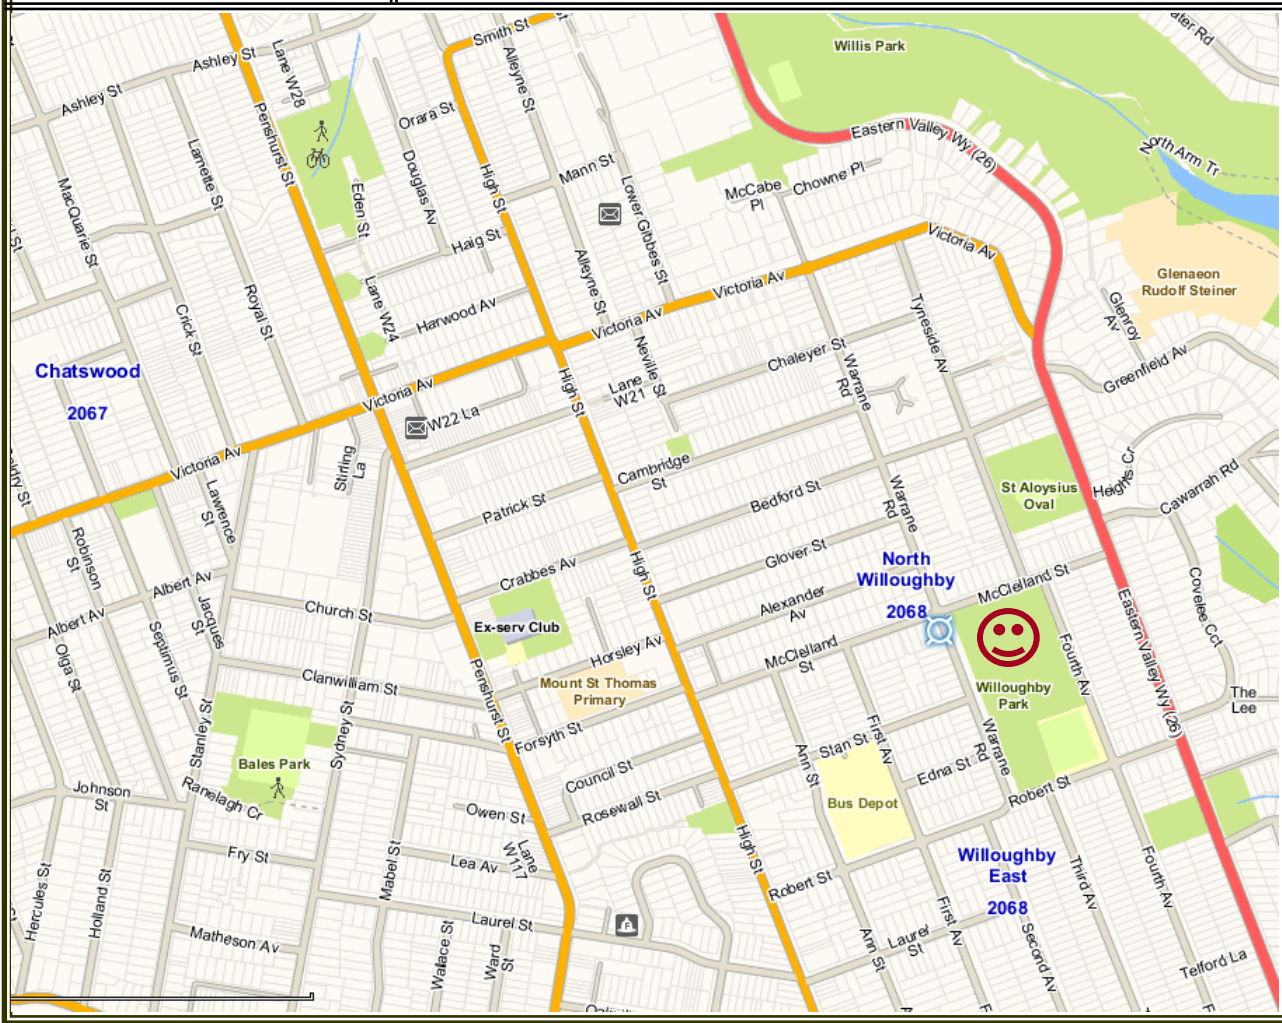 Smith St
Willis Park
Ashley St
Lane W28
Alleyne St
Ashley St
Penshurst St
Orara St
Eastern Valley Wy (26)
North Arm Tr
Lamette St
Douglas Av
High St
Mann St
McCabe
Pl
Chowne Pl
MacQuarie St
Eden St
Lower Gibbes St
Haig St
Victoria Av
Alleyne St
Glenaeon
Rudolf Steiner
Lane W24
Victoria Av
Crick St
Royal St
Harwood Av
Victoria Av
Glenroy
Av
Tyneside Av
Neville St
Chaleyer St
Greenfield Av
Chatswood
2067
Victoria Av
High St
Lane
W21
Warrane
Rd
W22 La
Victoria Av
Stirling
La
Cambridge
St
Heights Cr
Cawarrah Rd
St Aloysius
Oval
Lawrence
St
Patrick St
Bedford St
Warrane
Rd
Robinson
St
Glover St
North
Willoughby
2068
High St
Crabbes Av
McClelland St
Covelee Cct
Albert Av
Albert Av
Jacques
St
Church St
Alexander
Av
Eastern Valley Wy (26)
Ex-serv Club
Septimus St
Olga St
Horsley Av
McClelland
St
Fourth Av
Clanwilliam St
Penshurst St
Mount St Thomas
Primary
Willoughby
Park
The
Lee
Stanley St
Sydney St
Forsyth St
First Av
Stan St
Warrane
Rd
Ann St
Bales Park
Council St
Edna St
Johnson
St
Ranelagh Cr
Rosewall St
Bus Depot
Robert St
Owen St
High St
Fry St
Lea Av
Lane
W117
Mabel St
Robert St
Willoughby
East
2068
Third Av
Fourth Av
Hercules St
Holland St
Laurel St
First Av
Matheson Av
Wallace St
Ward
St
Ann St
Laurel
St
Second Av
Telford La